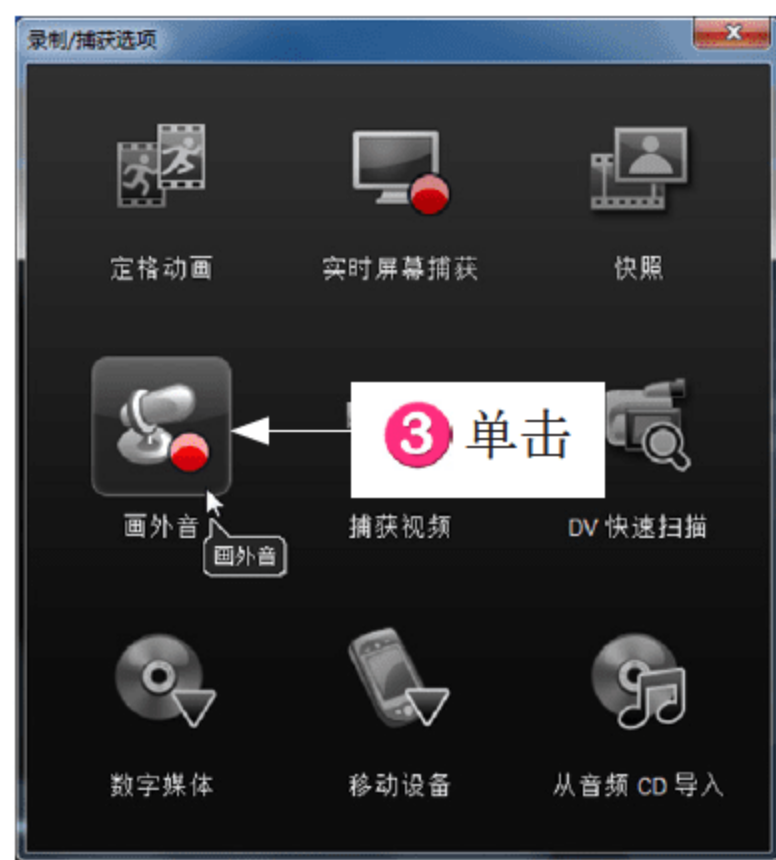 录制/捕获选项
定格动画
实时屏幕捕获
快照
3 单击
画外音
捕获视频
DV 快速扫描
画外音
数字媒体
移动设备
从音频 CD 导入